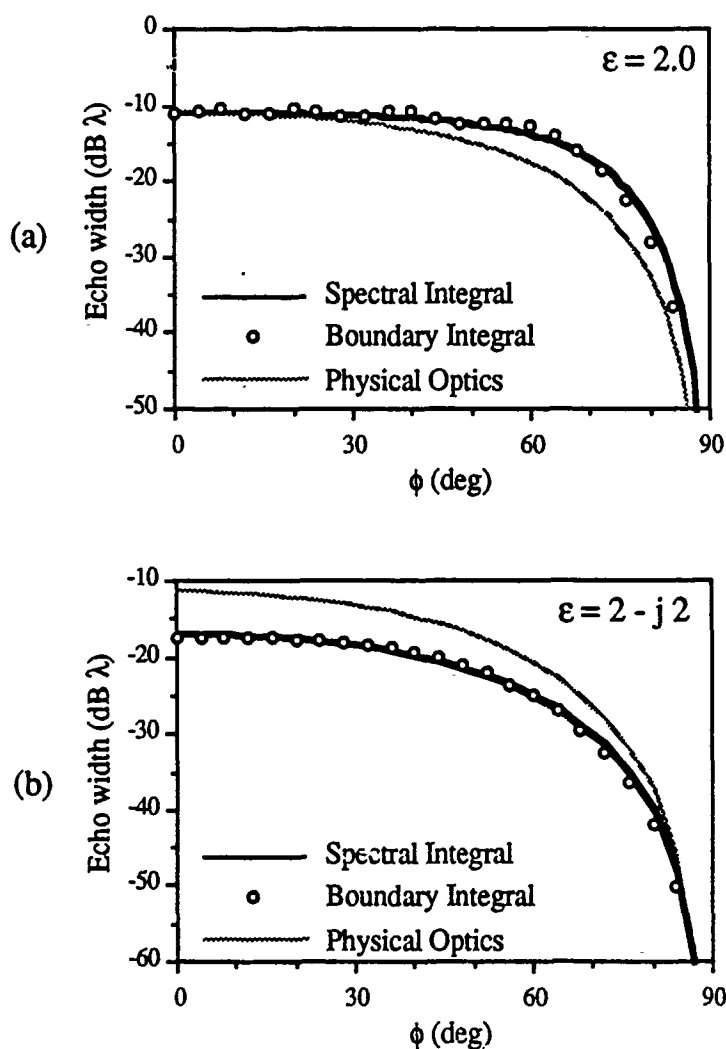 (a)
Echo width (dB λ)
0
-10
-20
-30
-40
-50
ε = 2.0
Spectral Integral
Boundary Integral
Physical Optics
0
30
60
90
ϕ (deg)
(b)
Echo width (dB λ)
-10
-20
-30
-40
-50
-60
ε = 2 - j 2
Spectral Integral
Boundary Integral
Physical Optics
0
30
60
90
ϕ (deg)